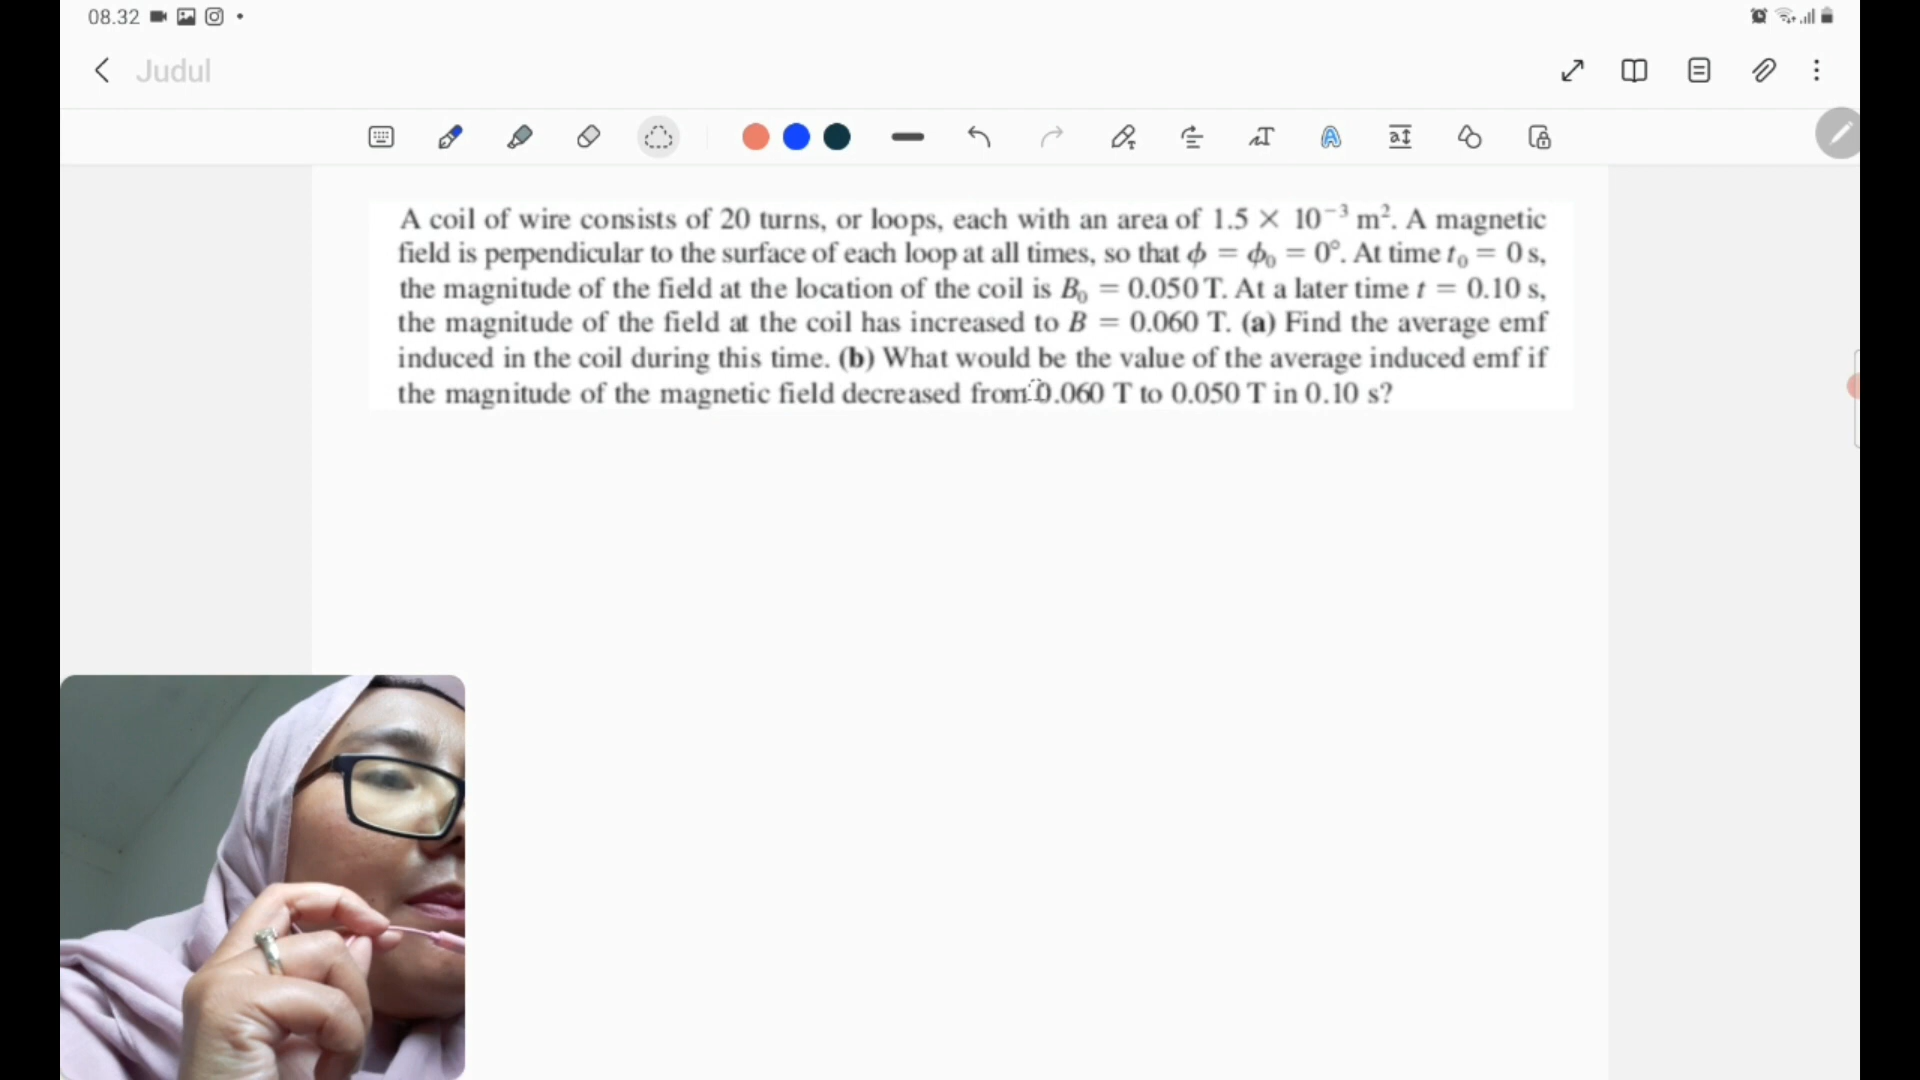 08.32
Judul
A coil of wire consists of 20 turns, or loops, each with an area of 1.5 × 10⁻³ m². A magnetic
field is perpendicular to the surface of each loop at all times, so that ϕ = ϕ₀ = 0°. At time t₀ = 0 s,
the magnitude of the field at the location of the coil is B₀ = 0.050 T. At a later time t = 0.10 s,
the magnitude of the field at the coil has increased to B = 0.060 T. (a) Find the average emf
induced in the coil during this time. (b) What would be the value of the average induced emf if
the magnitude of the magnetic field decreased from 0.060 T to 0.050 T in 0.10 s?